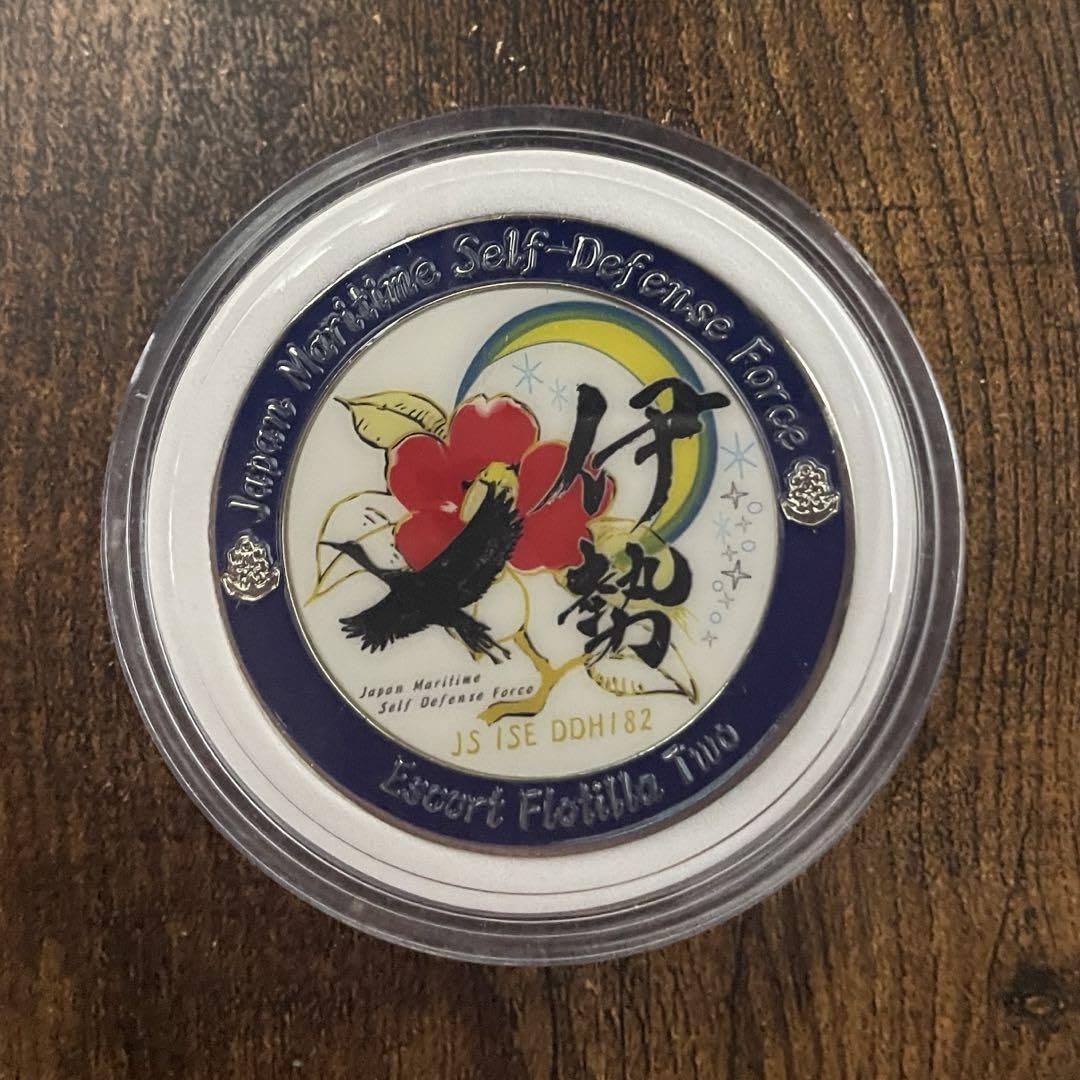 Japan Maritime Self-Defense Force
伊勢
Japan Maritime
Self Defense Force
JS ISE DDH182
Escort Flotilla Two